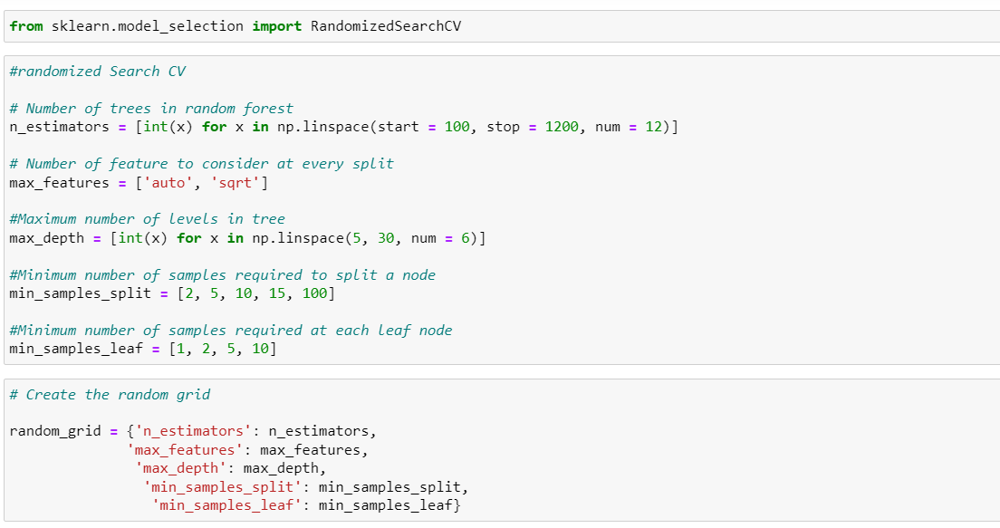 from sklearn.model_selection import RandomizedSearchCV
#randomized Search CV
# Number of trees in random forest
n_estimators = [int(x) for x in np.linspace(start = 100, stop = 1200, num = 12)]
# Number of feature to consider at every split
max_features = ['auto', 'sqrt']
#Maximum number of levels in tree
max_depth = [int(x) for x in np.linspace(5, 30, num = 6)]
#Minimum number of samples required to split a node
min_samples_split = [2, 5, 10, 15, 100]
#Minimum number of samples required at each leaf node
min_samples_leaf = [1, 2, 5, 10]
# Create the random grid
random_grid = {'n_estimators': n_estimators,
'max_features': max_features,
'max_depth': max_depth,
'min_samples_split': min_samples_split,
'min_samples_leaf': min_samples_leaf}